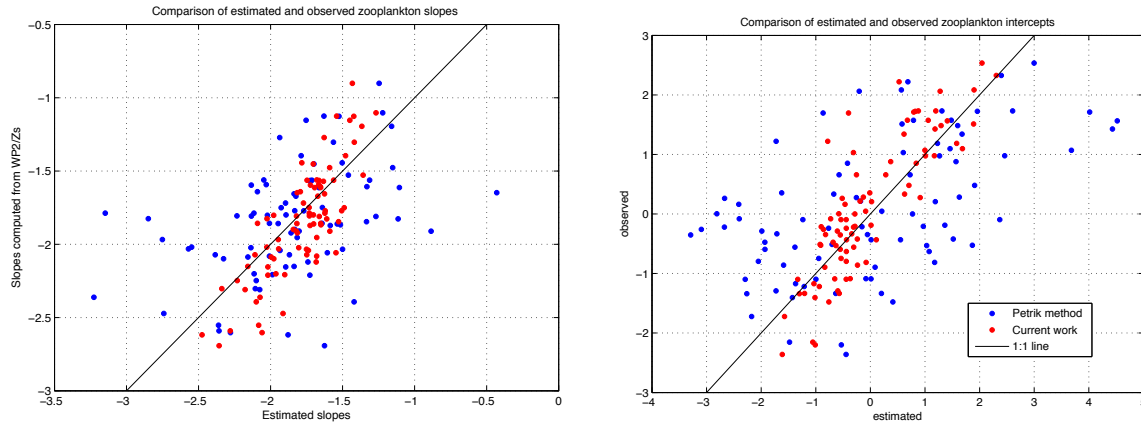 Comparison of estimated and observed zooplankton slopes
−0.5
−1
−1.5
−2
−2.5
−3
Slopes computed from WP2/Zs
−3.5 −3 −2.5 −2 −1.5 −1 −0.5 0
Estimated slopes
Comparison of estimated and observed zooplankton intercepts
3
2
1
0
−1
−2
−3
observed
−4 −3 −2 −1 0 1 2 3 4 5
estimated
Petrik method
Current work
1:1 line